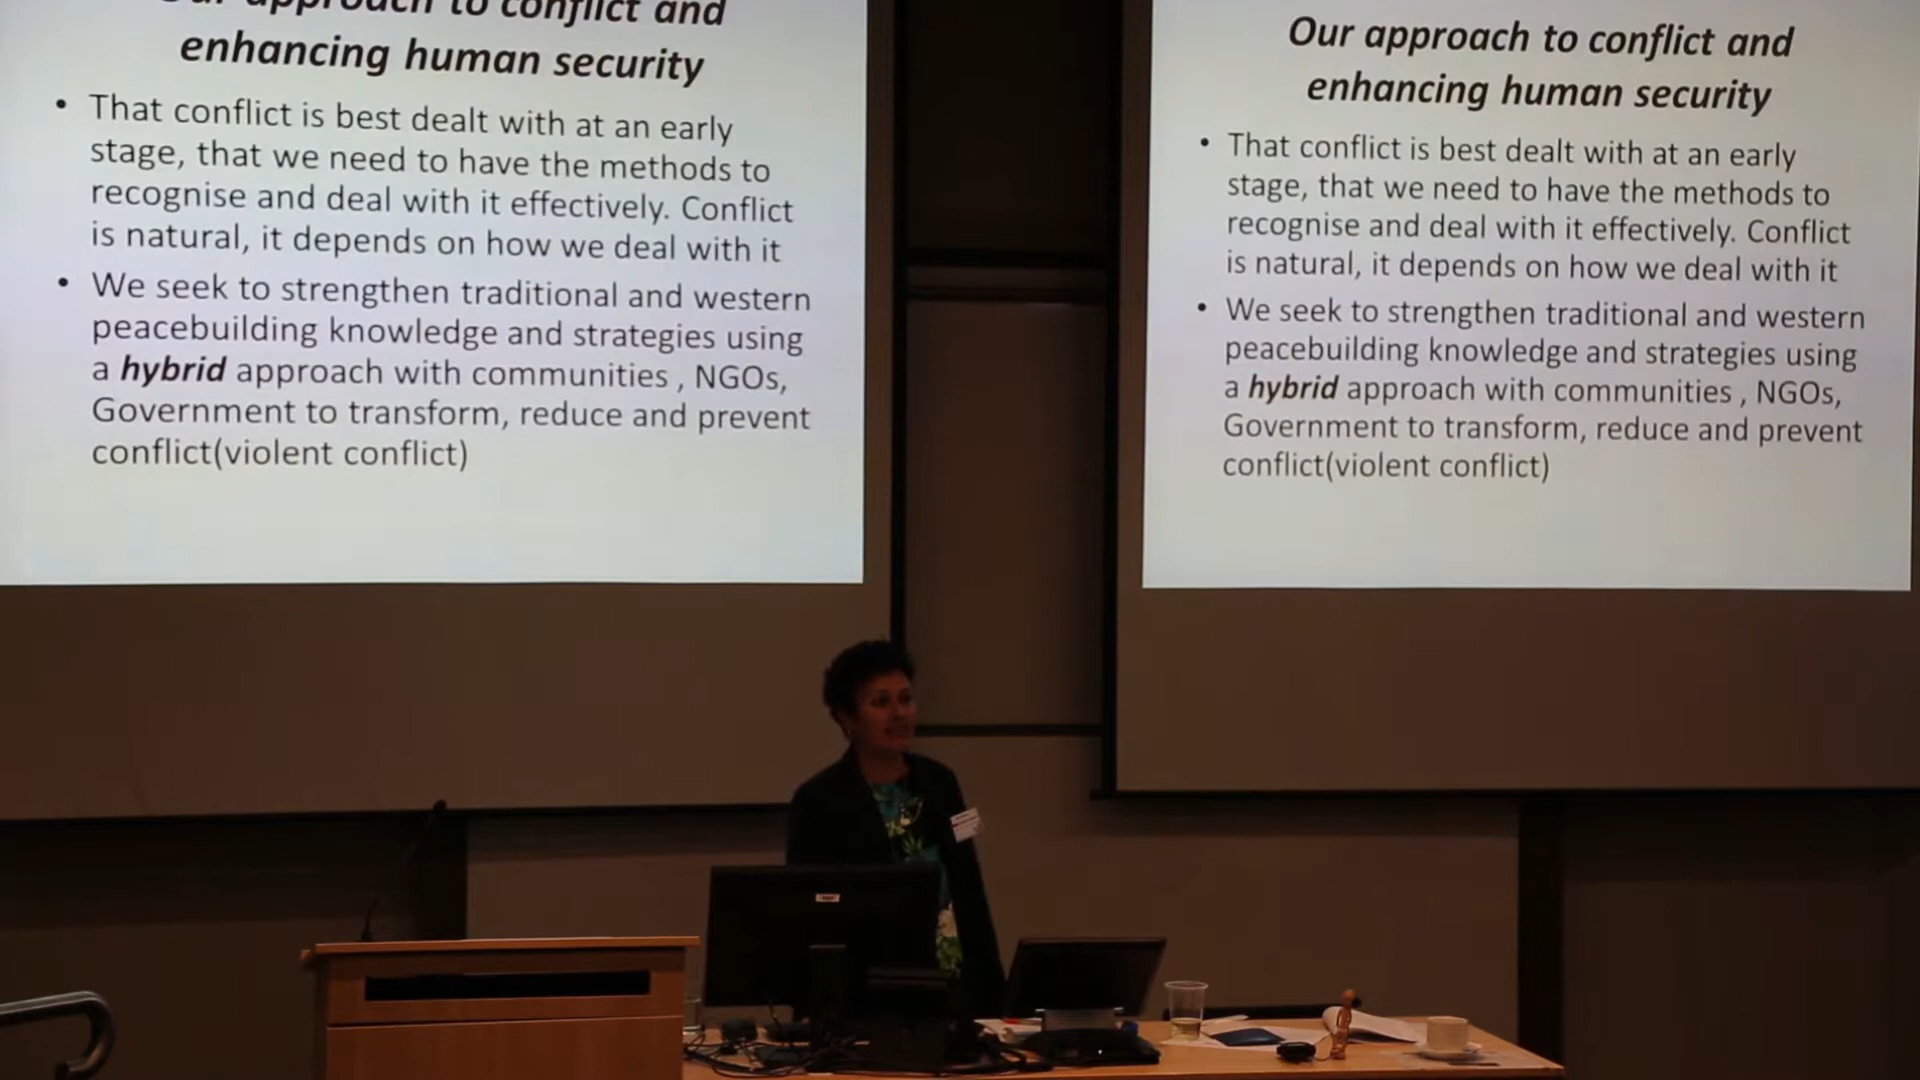 Our approach to conflict and
enhancing human security
• That conflict is best dealt with at an early
stage, that we need to have the methods to
recognise and deal with it effectively. Conflict
is natural, it depends on how we deal with it
• We seek to strengthen traditional and western
peacebuilding knowledge and strategies using
a hybrid approach with communities , NGOs,
Government to transform, reduce and prevent
conflict(violent conflict)
Our approach to conflict and
enhancing human security
• That conflict is best dealt with at an early
stage, that we need to have the methods to
recognise and deal with it effectively. Conflict
is natural, it depends on how we deal with it
• We seek to strengthen traditional and western
peacebuilding knowledge and strategies using
a hybrid approach with communities , NGOs,
Government to transform, reduce and prevent
conflict(violent conflict)